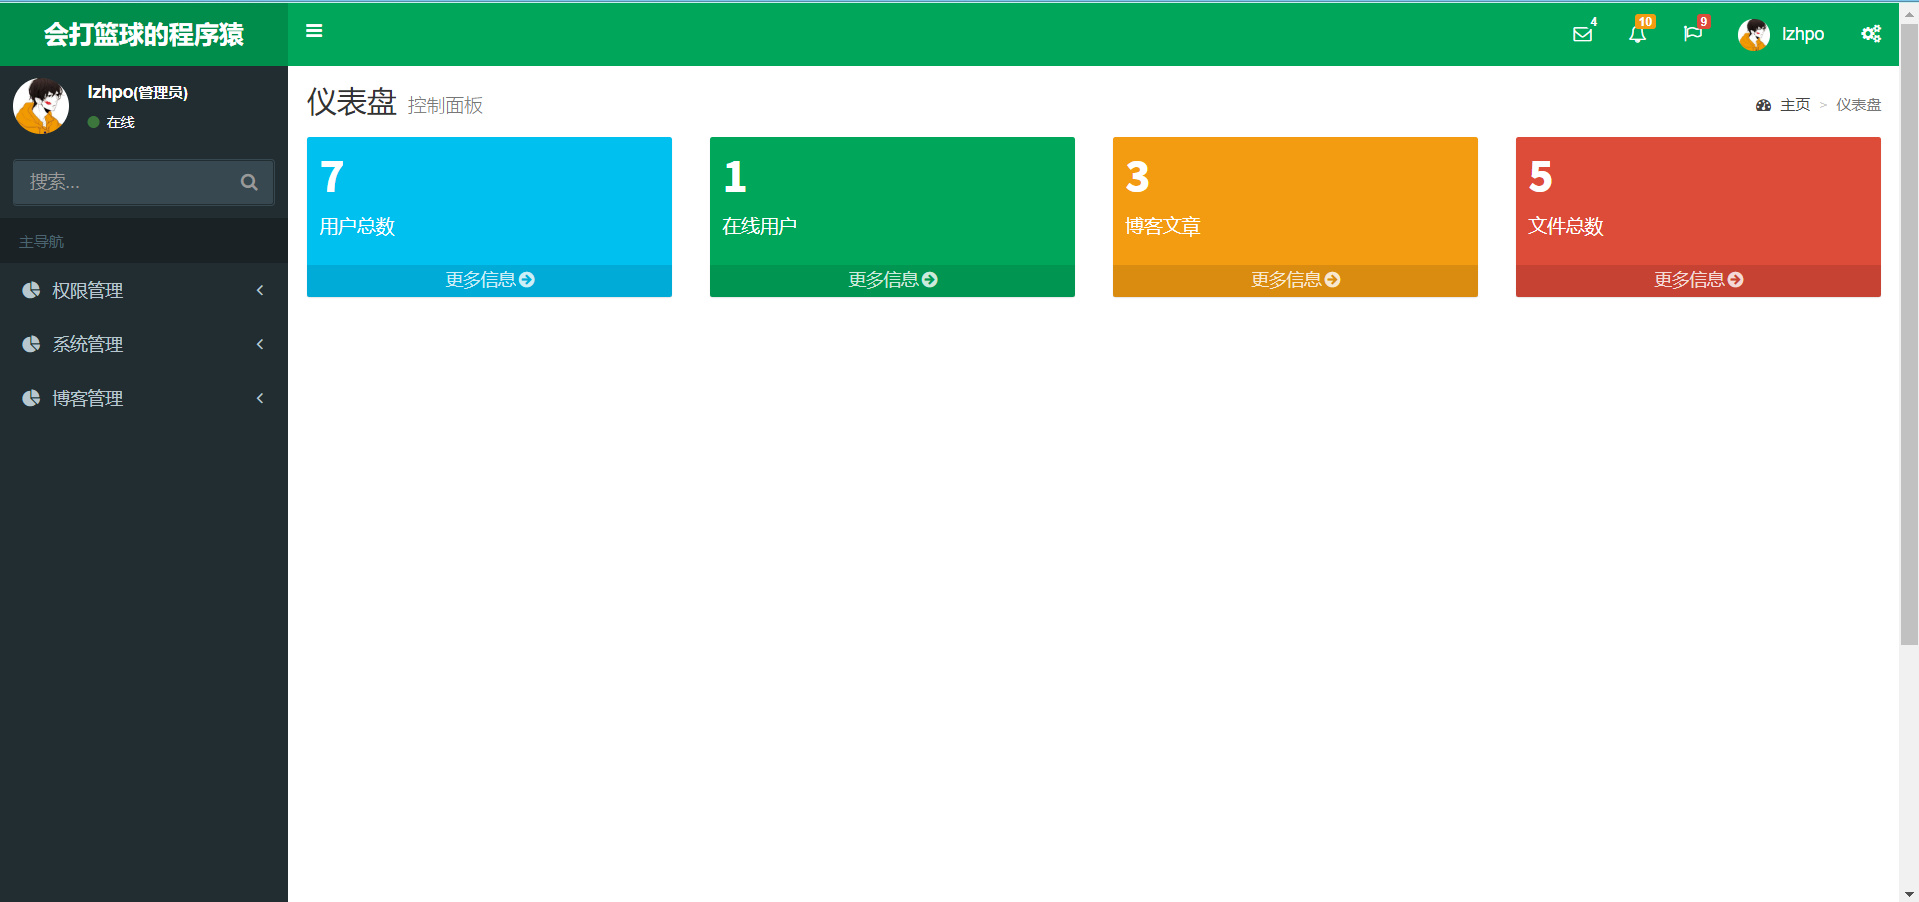 会打篮球的程序猿
4
10
9
lzhpo
lzhpo(管理员)
在线
搜索...
主导航
权限管理
系统管理
博客管理
仪表盘 控制面板
主页 > 仪表盘
7
用户总数
更多信息
1
在线用户
更多信息
3
博客文章
更多信息
5
文件总数
更多信息